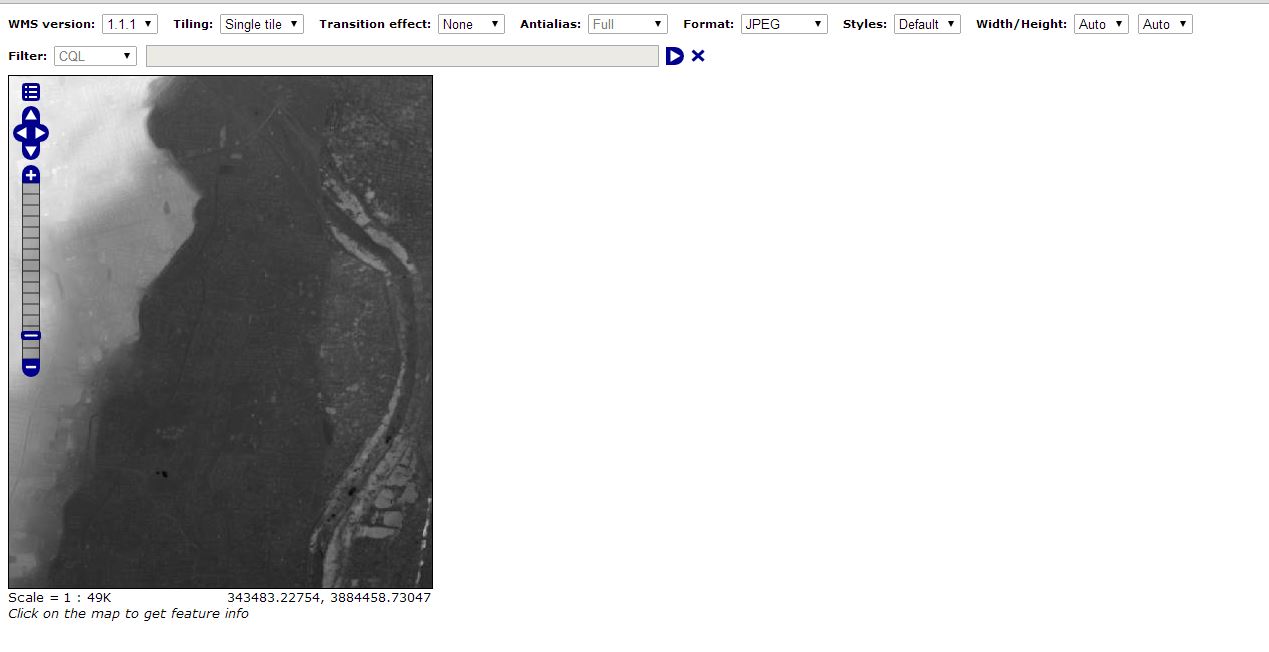 WMS version: 1.1.1 Tiling: Single tile Transition effect: None Antialias: Full Format: JPEG Styles: Default Width/Height: Auto Auto
Filter: CQL
Scale = 1 : 49K 343483.22754, 3884458.73047
Click on the map to get feature info